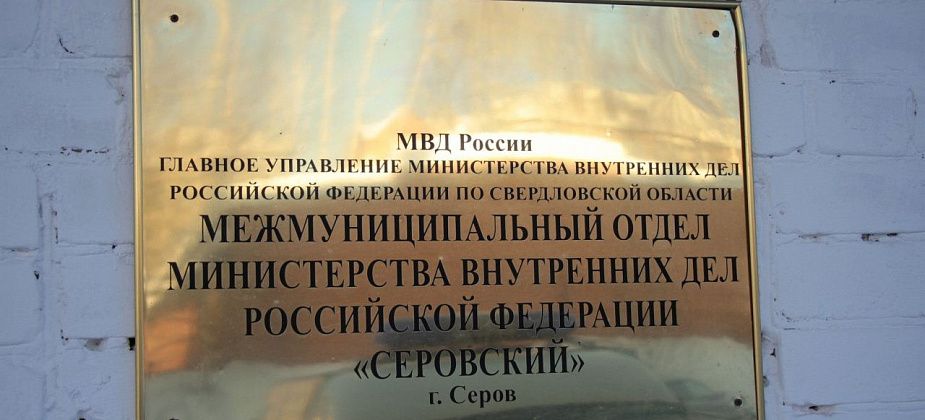 МВД России
ГЛАВНОЕ УПРАВЛЕНИЕ МИНИСТЕРСТВА ВНУТРЕННИХ ДЕЛ
РОССИЙСКОЙ ФЕДЕРАЦИИ ПО СВЕРДЛОВСКОЙ ОБЛАСТИ
МЕЖМУНИЦИПАЛЬНЫЙ ОТДЕЛ
МИНИСТЕРСТВА ВНУТРЕННИХ ДЕЛ
РОССИЙСКОЙ ФЕДЕРАЦИИ
«СЕРОВСКИЙ»
г. Серов